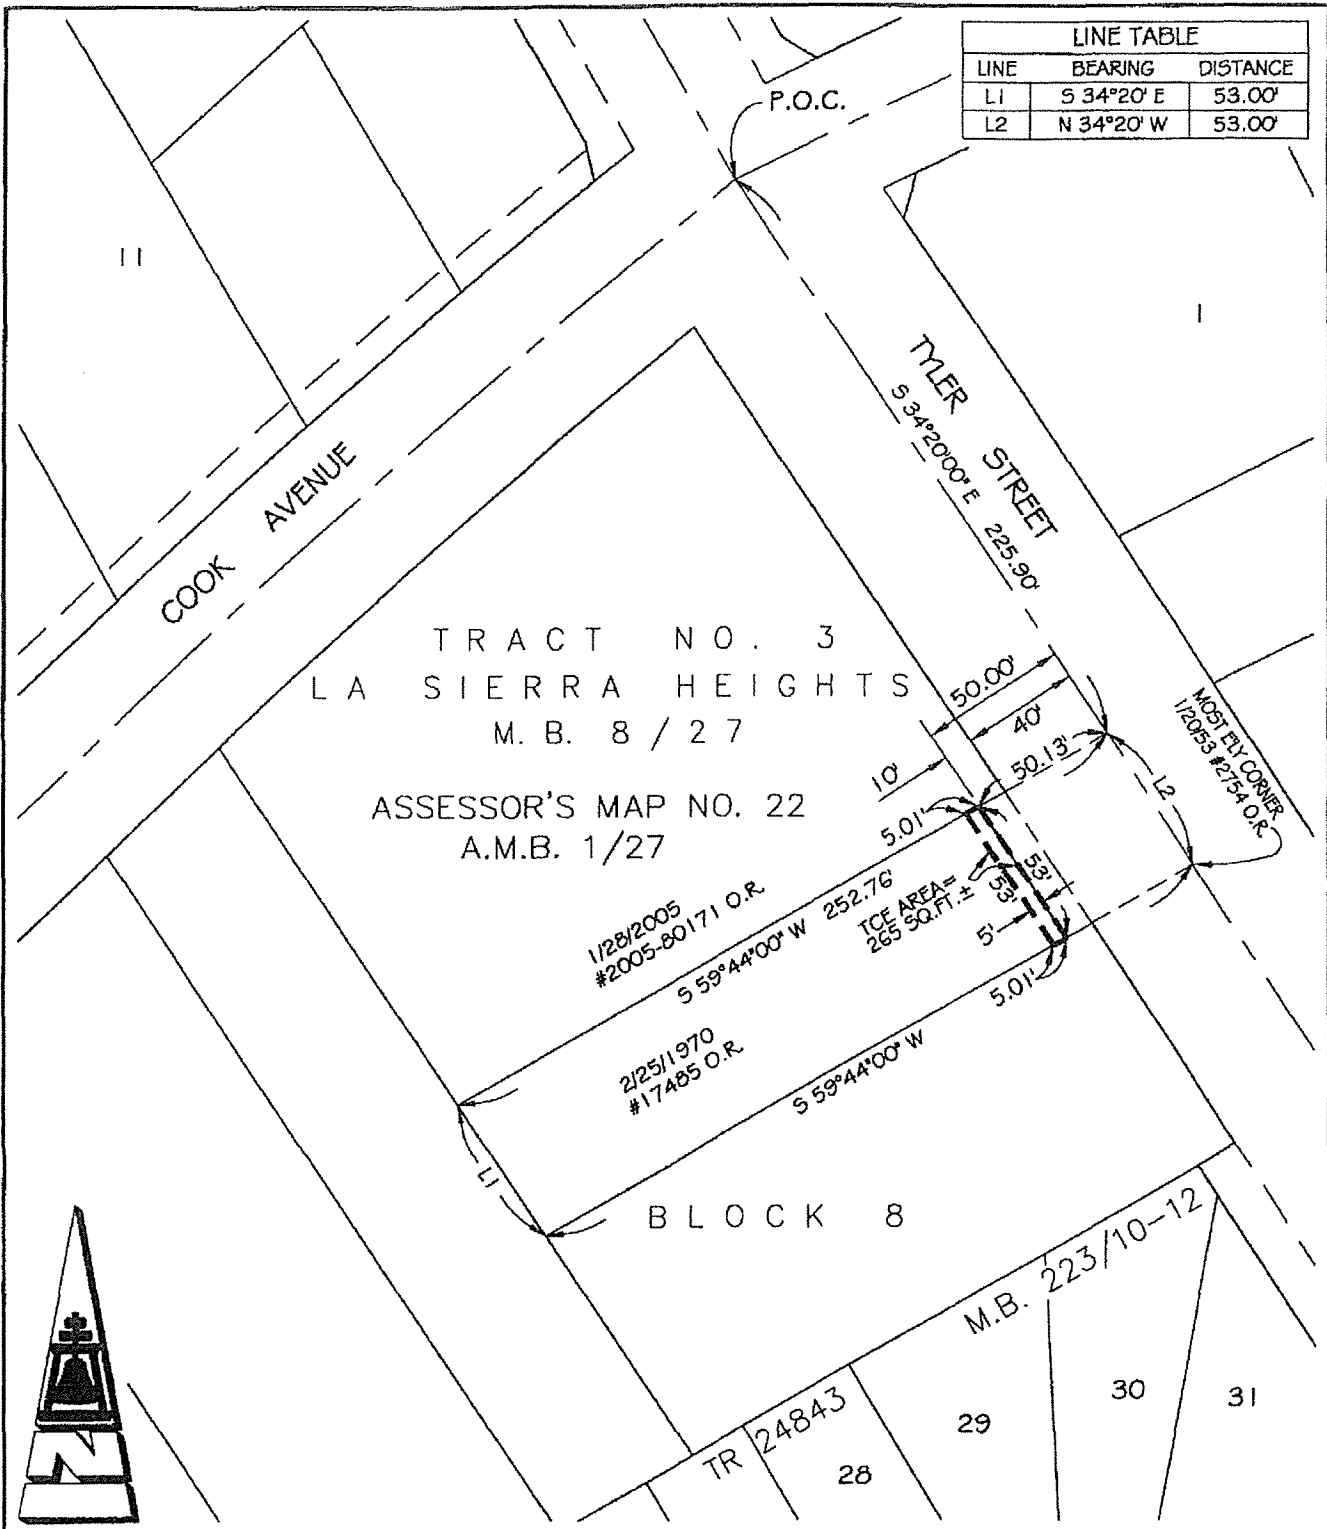 LINE TABLE
LINE BEARING DISTANCE
L1 S 34°20' E 53.00'
L2 N 34°20' W 53.00'
P.O.C.
11
1
TYLER STREET
S 34°20'00" E 225.90'
COOK AVENUE
TRACT NO. 3
LA SIERRA HEIGHTS
M. B. 8 / 27
ASSESSOR'S MAP NO. 22
A.M.B. 1/27
50.00'
40'
50.13'
10'
5.01'
L2
MOST ELY CORNER
1/20/53 #2754 O.R.
1/28/2005
#2005-80171 O.R.
S 59°44'00" W 252.76'
TCE AREA=
265 SQ.FT.±
53'
53'
5'
5.01'
2/25/1970
#17485 O.R.
S 59°44'00" W
L1
BLOCK 8
M.B. 223/10-12
TR 24843
28
29
30
31
N